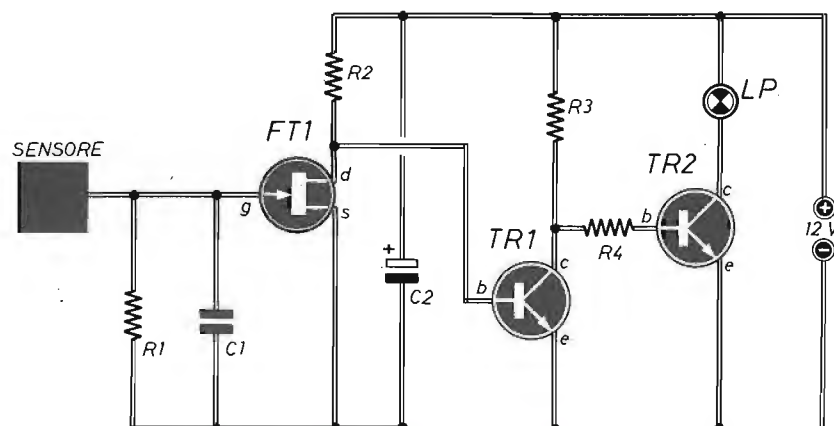 SENSORE
R1
C1
g
FT1
d
s
R2
C2
+
b
TR1
c
e
R3
R4
b
TR2
c
e
LP
+
12 V
−